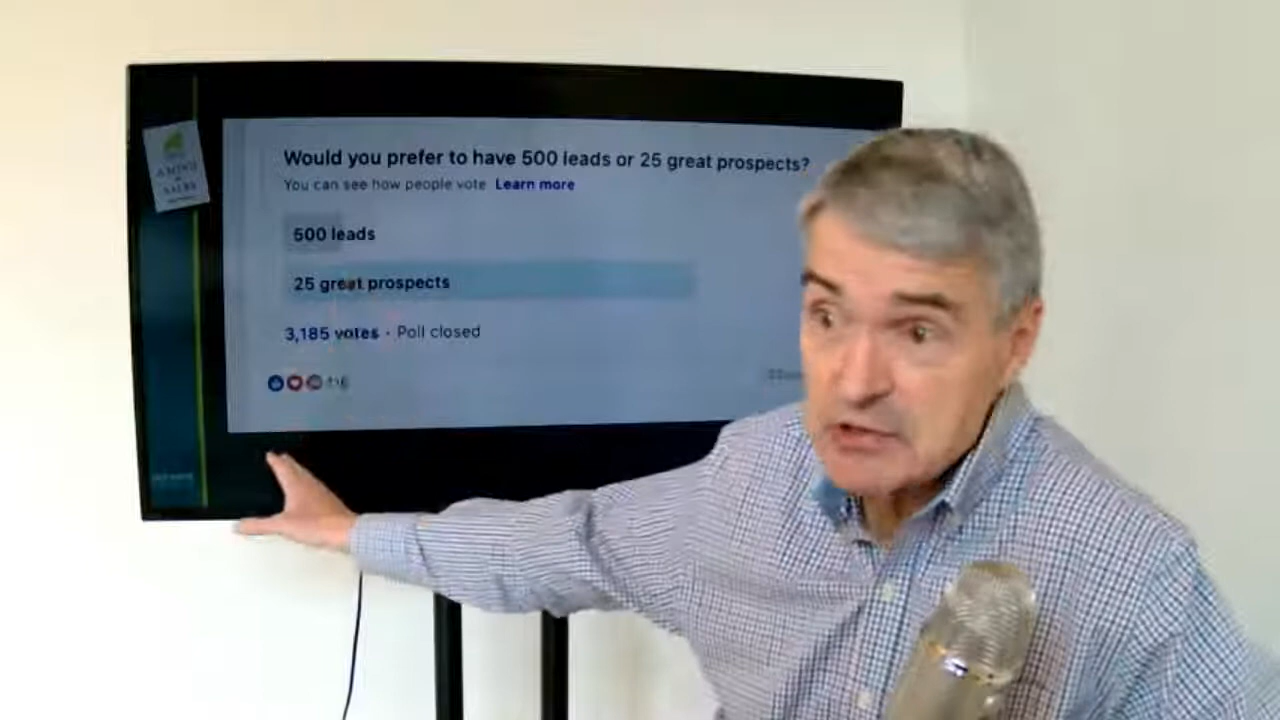 Would you prefer to have 500 leads or 25 great prospects?
You can see how people vote Learn more
500 leads
25 great prospects
3,185 votes · Poll closed